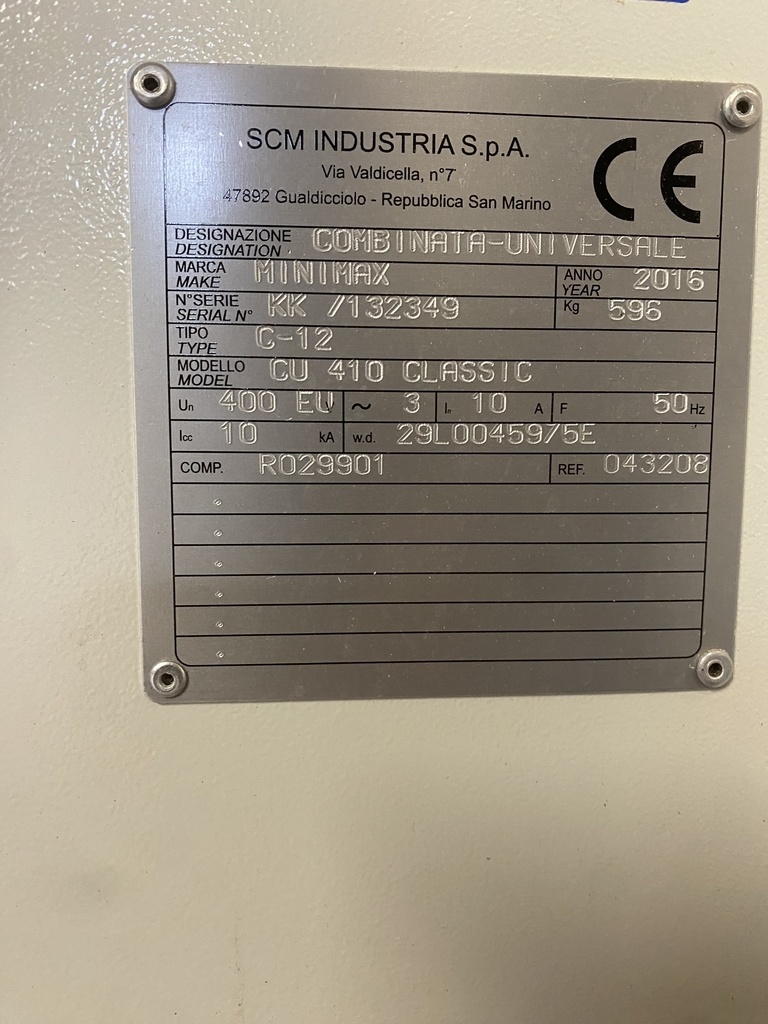 SCM INDUSTRIA S.p.A.
Via Valdicella, n°7
47892 Gualdicciolo - Repubblica San Marino
CE
DESIGNAZIONE
DESIGNATION COMBINATA-UNIVERSALE
MARCA
MAKE MINIMAX ANNO
YEAR 2016
N°SERIE
SERIAL N° KK /132349 Kg 596
TIPO
TYPE C-12
MODELLO
MODEL CU 410 CLASSIC
Un 400 EU V ~ 3 In 10 A F 50 Hz
Icc 10 kA w.d. 29L00459/5E
COMP. R029901 REF. 043208